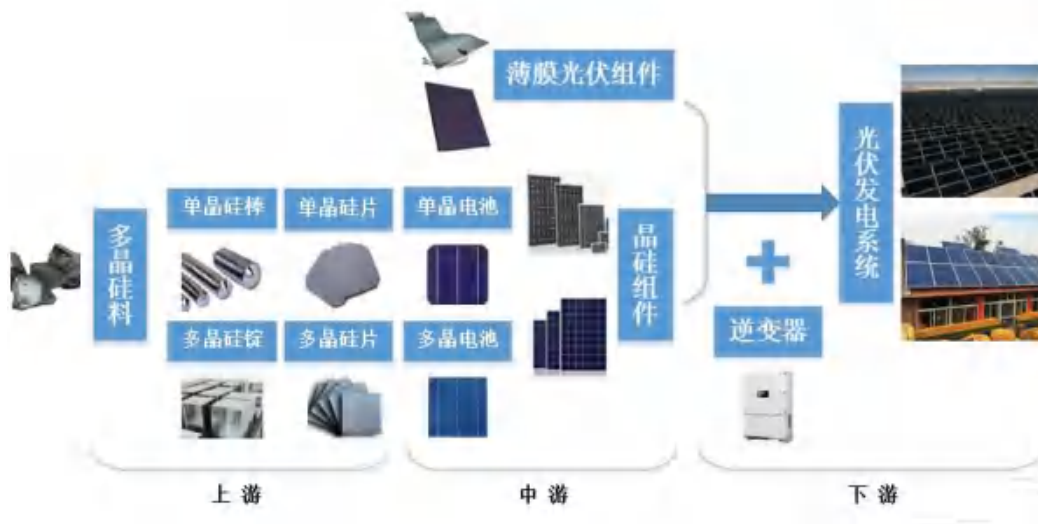 薄膜光伏组件
多晶硅料
单晶硅棒
单晶硅片
单晶电池
多晶硅锭
多晶硅片
多晶电池
晶硅组件
逆变器
光伏发电系统
上游
中游
下游